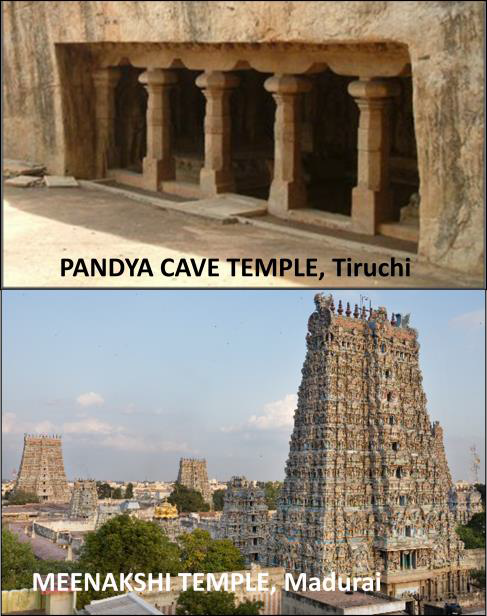 PANDYA CAVE TEMPLE, Tiruchi
MEENAKSHI TEMPLE, Madurai